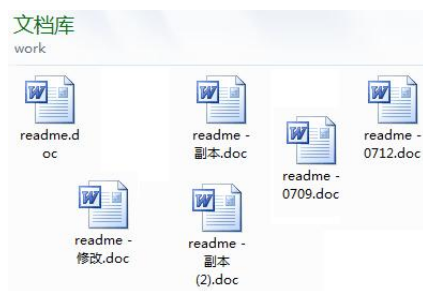 文档库
work
readme.d
oc
readme -
副本.doc
readme -
0709.doc
readme -
0712.doc
readme -
修改.doc
readme -
副本
(2).doc